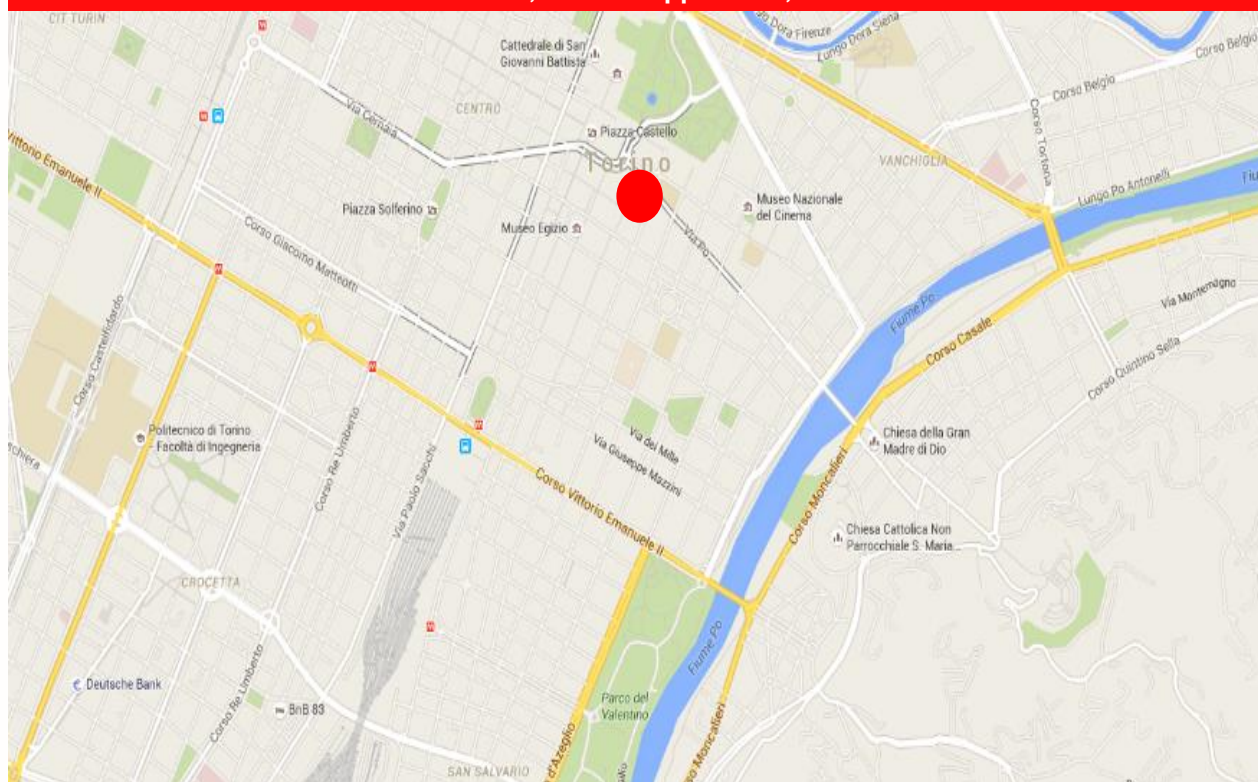 CIT TURIN
Cattedrale di San
Giovanni Battista
Lungo Dora Firenze
Lungo Dora Siena
Corso Belgio
Corso Belgio
CENTRO
Via Cernaia
Piazza Castello
Torino
VANCHIGLIA
Corso Tortona
Vittorio Emanuele II
Lungo Po Antonelli
Piazza Solferino
Museo Nazionale
del Cinema
Museo Egizio
Via Po
Corso Giacomo Matteotti
Via Montemagno
Fiume Po
Corso Casale
Corso Castelfidardo
Corso Quintino Sella
Politecnico di Torino
- Facoltà di Ingegneria
Corso Re Umberto
Via Paolo Sacchi
Via dei Mille
Via Giuseppe Mazzini
Chiesa della Gran
Madre di Dio
Corso Vittorio Emanuele II
Corso Moncalieri
Chiesa Cattolica Non
Parrocchiale S. Maria...
CROCETTA
Fiume Po
Deutsche Bank
Corso Re Umberto
BnB 83
Parco del
Valentino
d'Azeglio
so Moncalieri
SAN SALVARIO